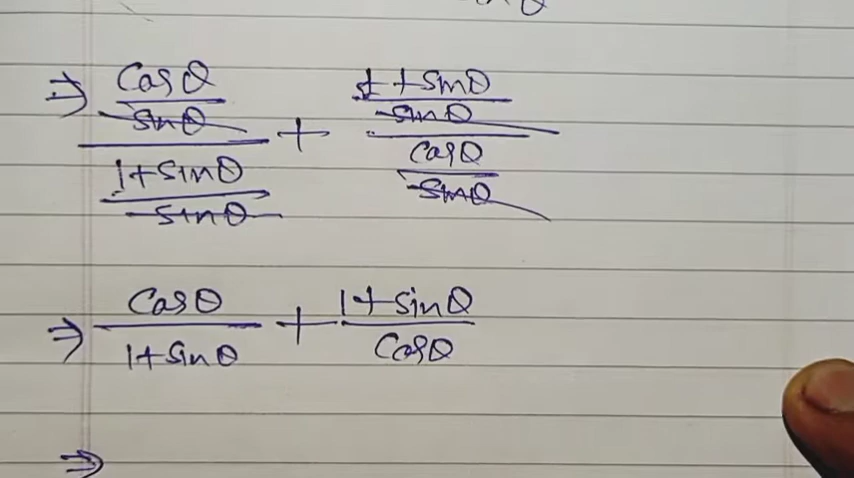 ⇒ cosθ/sinθ / 1+sinθ/sinθ + 1+sinθ/sinθ / cosθ/sinθ
⇒ cosθ/1+sinθ + 1+sinθ/cosθ
⇒